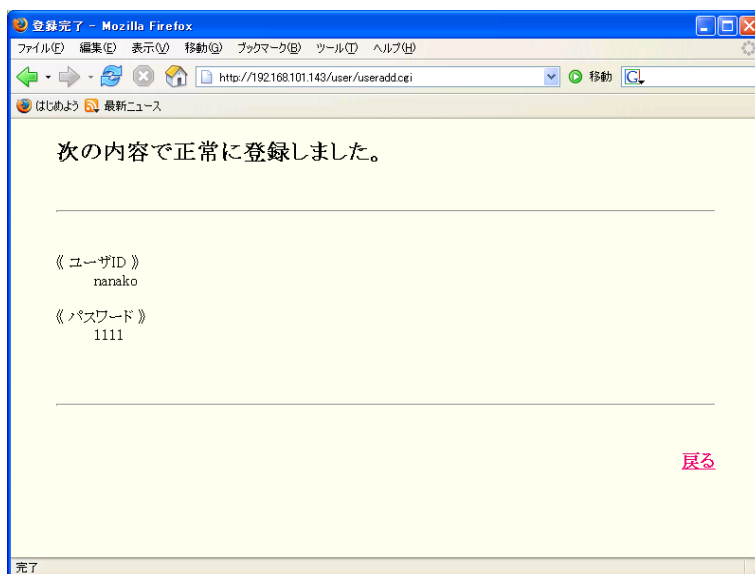 登録完了 - Mozilla Firefox
ファイル(F) 編集(E) 表示(V) 移動(G) ブックマーク(B) ツール(T) ヘルプ(H)
http://192.168.101.143/user/useradd.cgi 移動 G
はじめよう 最新ニュース
次の内容で正常に登録しました。
《 ユーザID 》
nanako
《 パスワード 》
1111
戻る
完了